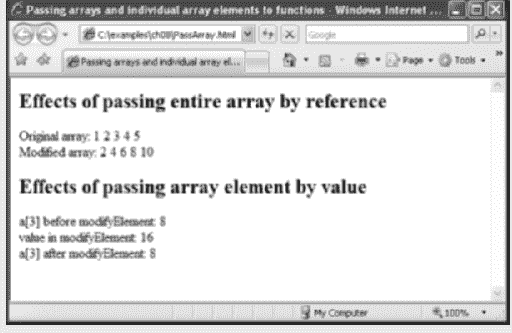 Passing arrays and individual array elements to functions - Windows Internet ...
C:\examples\ch08\PassArray.html
Google
Passing arrays and individual array el...
Page
Tools
Effects of passing entire array by reference
Original array: 1 2 3 4 5
Modified array: 2 4 6 8 10
Effects of passing array element by value
a[3] before modifyElement: 8
value in modifyElement: 16
a[3] after modifyElement: 8
My Computer
100%